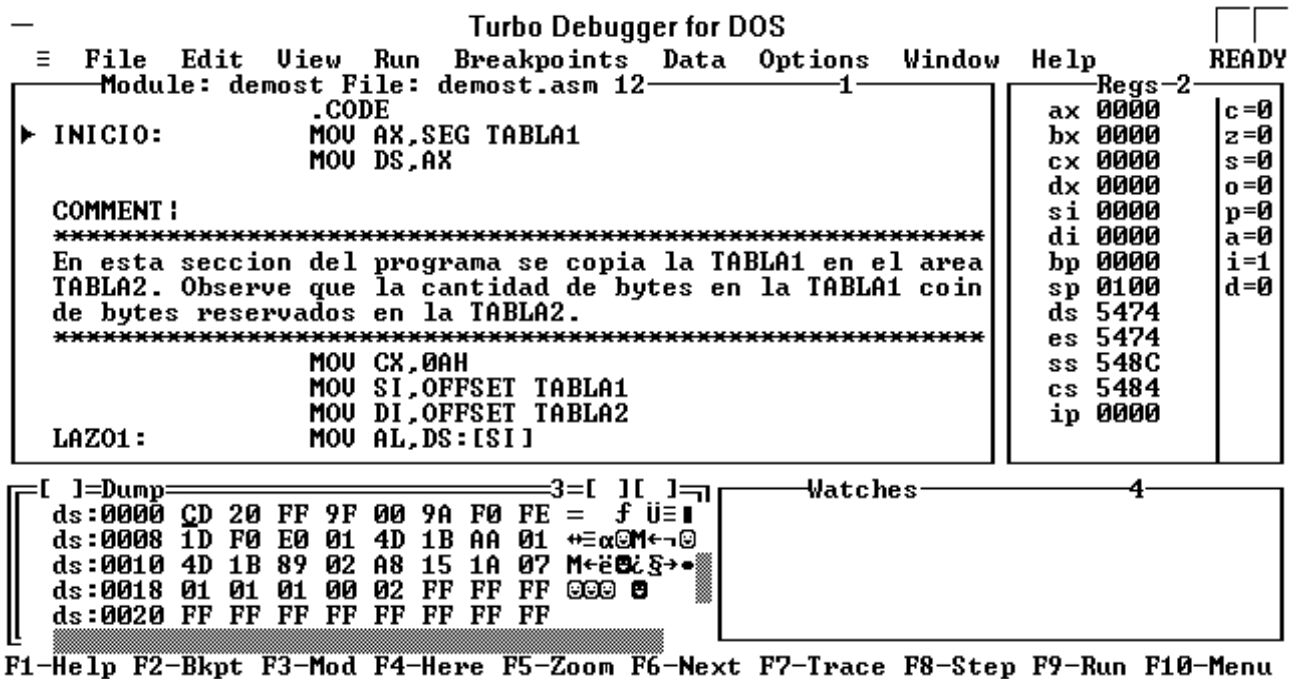 Turbo Debugger for DOS
≡ File Edit View Run Breakpoints Data Options Window Help READY
Module: demost File: demost.asm 12 1
.CODE
► INICIO: MOV AX,SEG TABLA1
MOV DS,AX
COMMENT¦
**********************************************************
En esta seccion del programa se copia la TABLA1 en el area
TABLA2. Observe que la cantidad de bytes en la TABLA1 coin
de bytes reservados en la TABLA2.
**********************************************************
MOV CX,0AH
MOV SI,OFFSET TABLA1
MOV DI,OFFSET TABLA2
LAZO1: MOV AL,DS:[SI]
Regs 2
ax 0000 c=0
bx 0000 z=0
cx 0000 s=0
dx 0000 o=0
si 0000 p=0
di 0000 a=0
bp 0000 i=1
sp 0100 d=0
ds 5474
es 5474
ss 548C
cs 5484
ip 0000
[ ]=Dump 3=[ ][ ]
ds:0000 CD 20 FF 9F 00 9A F0 FE = ƒ Ü≡■
ds:0008 1D F0 E0 01 4D 1B AA 01 ↔≡α☺M←¬☺
ds:0010 4D 1B 89 02 A8 15 1A 07 M←ë☻¿§→•
ds:0018 01 01 01 00 02 FF FF FF ☺☺☺ ☻
ds:0020 FF FF FF FF FF FF FF FF
Watches 4
F1-Help F2-Bkpt F3-Mod F4-Here F5-Zoom F6-Next F7-Trace F8-Step F9-Run F10-Menu